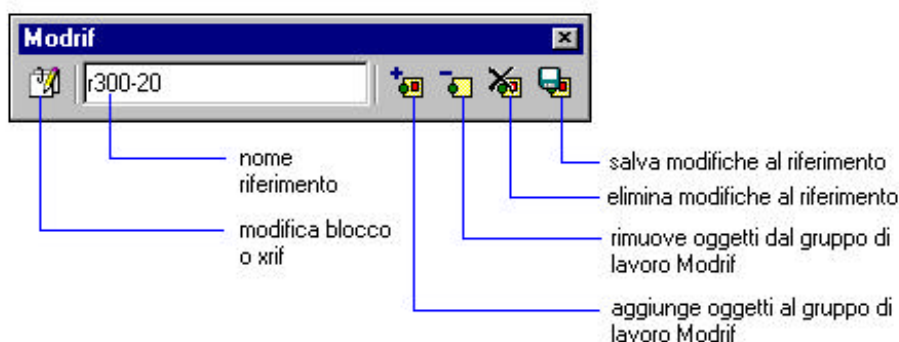 Modrif
r300-20
nome
riferimento
modifica blocco
o xrif
salva modifiche al riferimento
elimina modifiche al riferimento
rimuove oggetti dal gruppo di
lavoro Modrif
aggiunge oggetti al gruppo di
lavoro Modrif